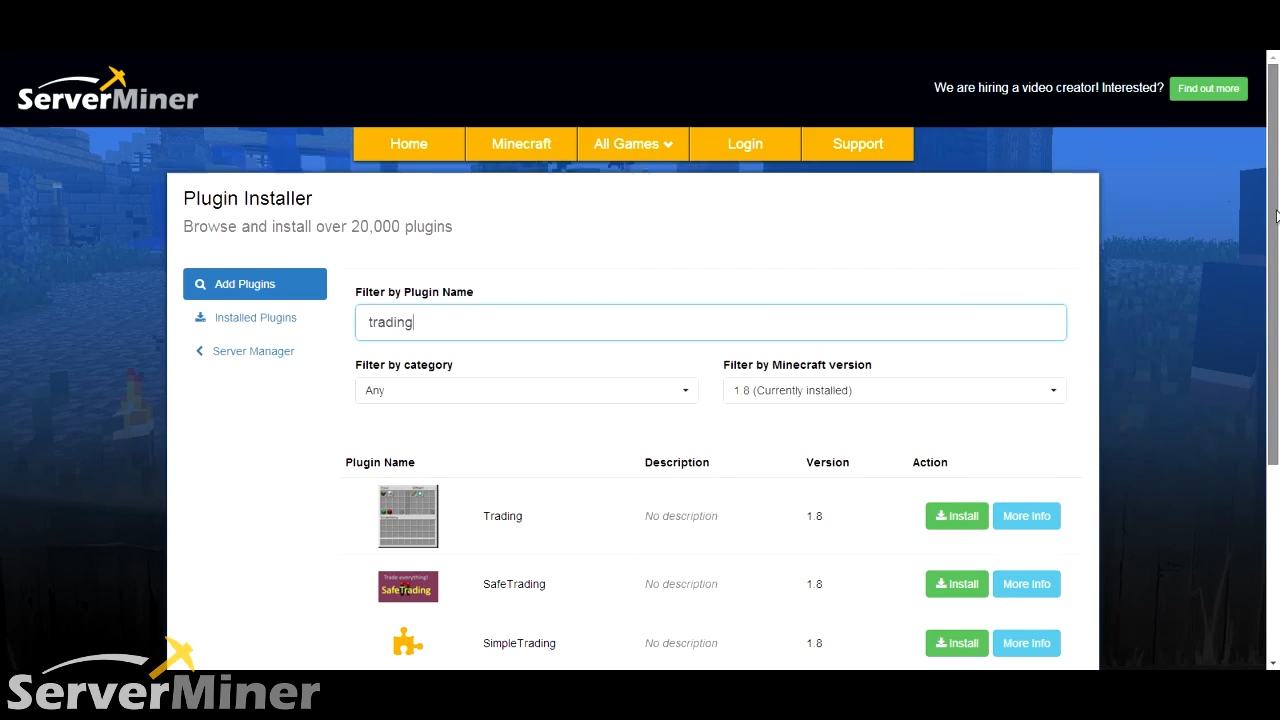 ServerMiner
We are hiring a video creator! Interested? Find out more
Home Minecraft All Games Login Support
Plugin Installer
Browse and install over 20,000 plugins
Add Plugins
Installed Plugins
Server Manager
Filter by Plugin Name
trading
Filter by category Filter by Minecraft version
Any 1.8 (Currently installed)
Plugin Name Description Version Action
Trading No description 1.8 Install More Info
Trade everything!
SafeTrading SafeTrading No description 1.8 Install More Info
SimpleTrading No description 1.8 Install More Info
ServerMiner